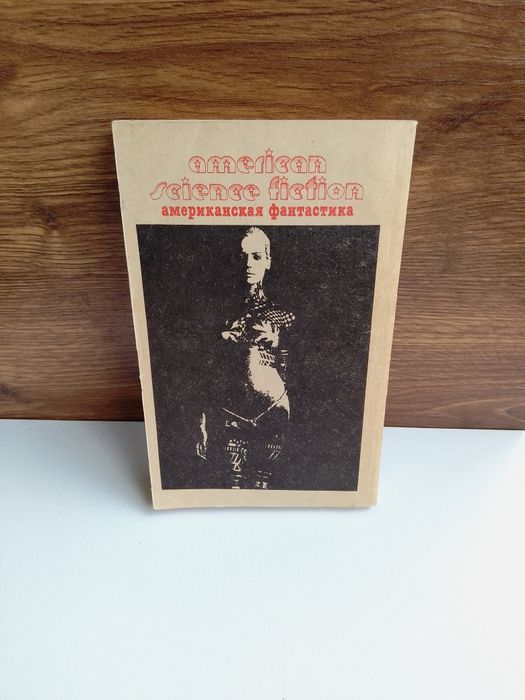 american
science fiction
американская фантастика